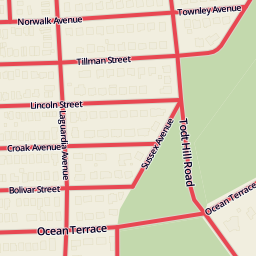 Townley Avenue
Norwalk Avenue
Tillman Street
Lincoln Street
Laguardia Avenue
Todt Hill Road
Croak Avenue
Sussex Avenue
Bolivar Street
Ocean Terrace
Ocean Terrace